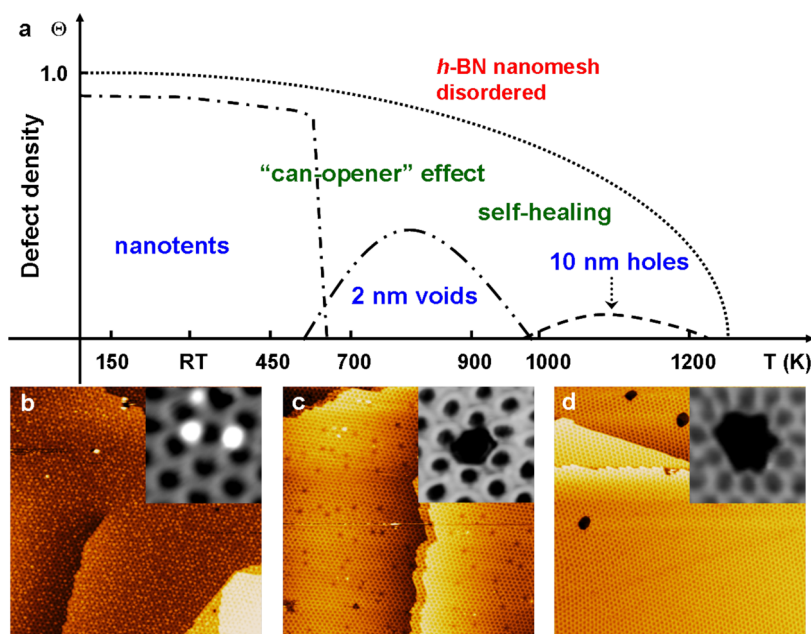 a Θ
1.0
h-BN nanomesh
disordered
Defect density
“can-opener” effect
self-healing
nanotents
10 nm holes
2 nm voids
150 RT 450 700 900 1000 1200 T (K)
b c d